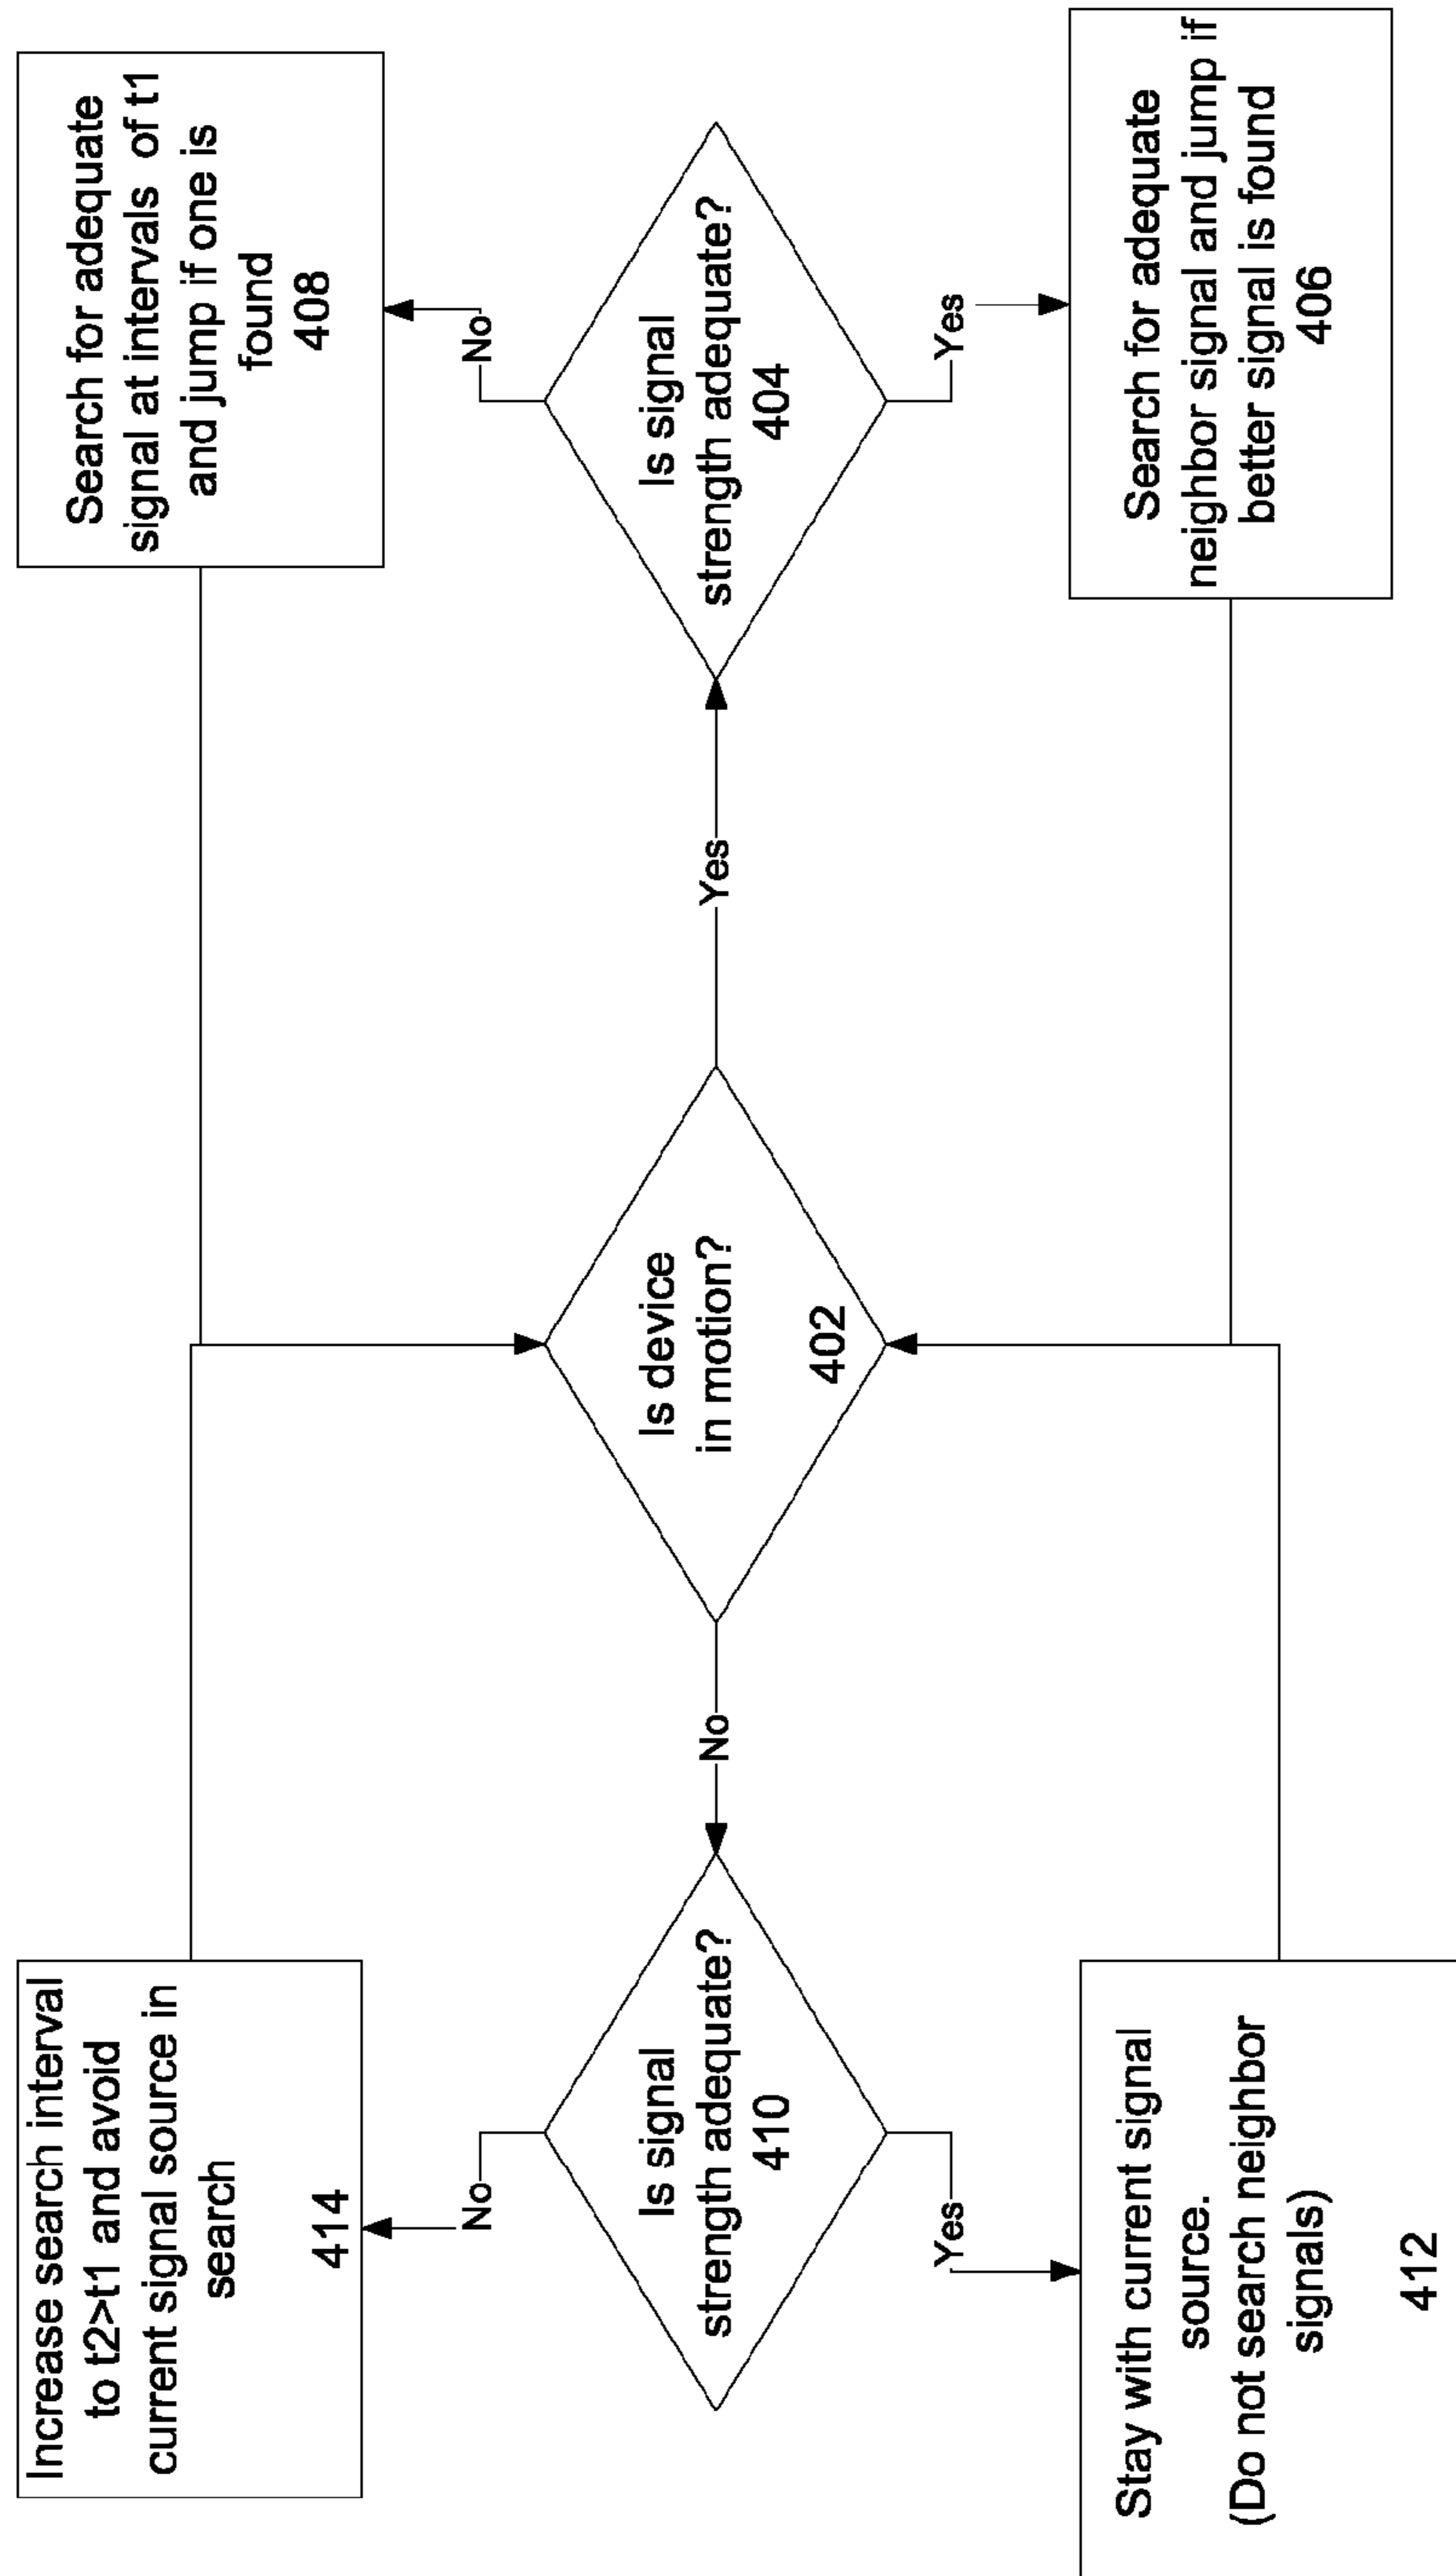 Increase search interval
to t2>t1 and avoid
current signal source in
search
414
Search for adequate
signal at intervals of t1
and jump if one is
found
408
No
No
Is signal
strength adequate?
410
No
Is device
in motion?
402
Yes
Is signal
strength adequate?
404
Yes
Yes
Stay with current signal
source.
(Do not search neighbor
signals)
412
Search for adequate
neighbor signal and jump if
better signal is found
406